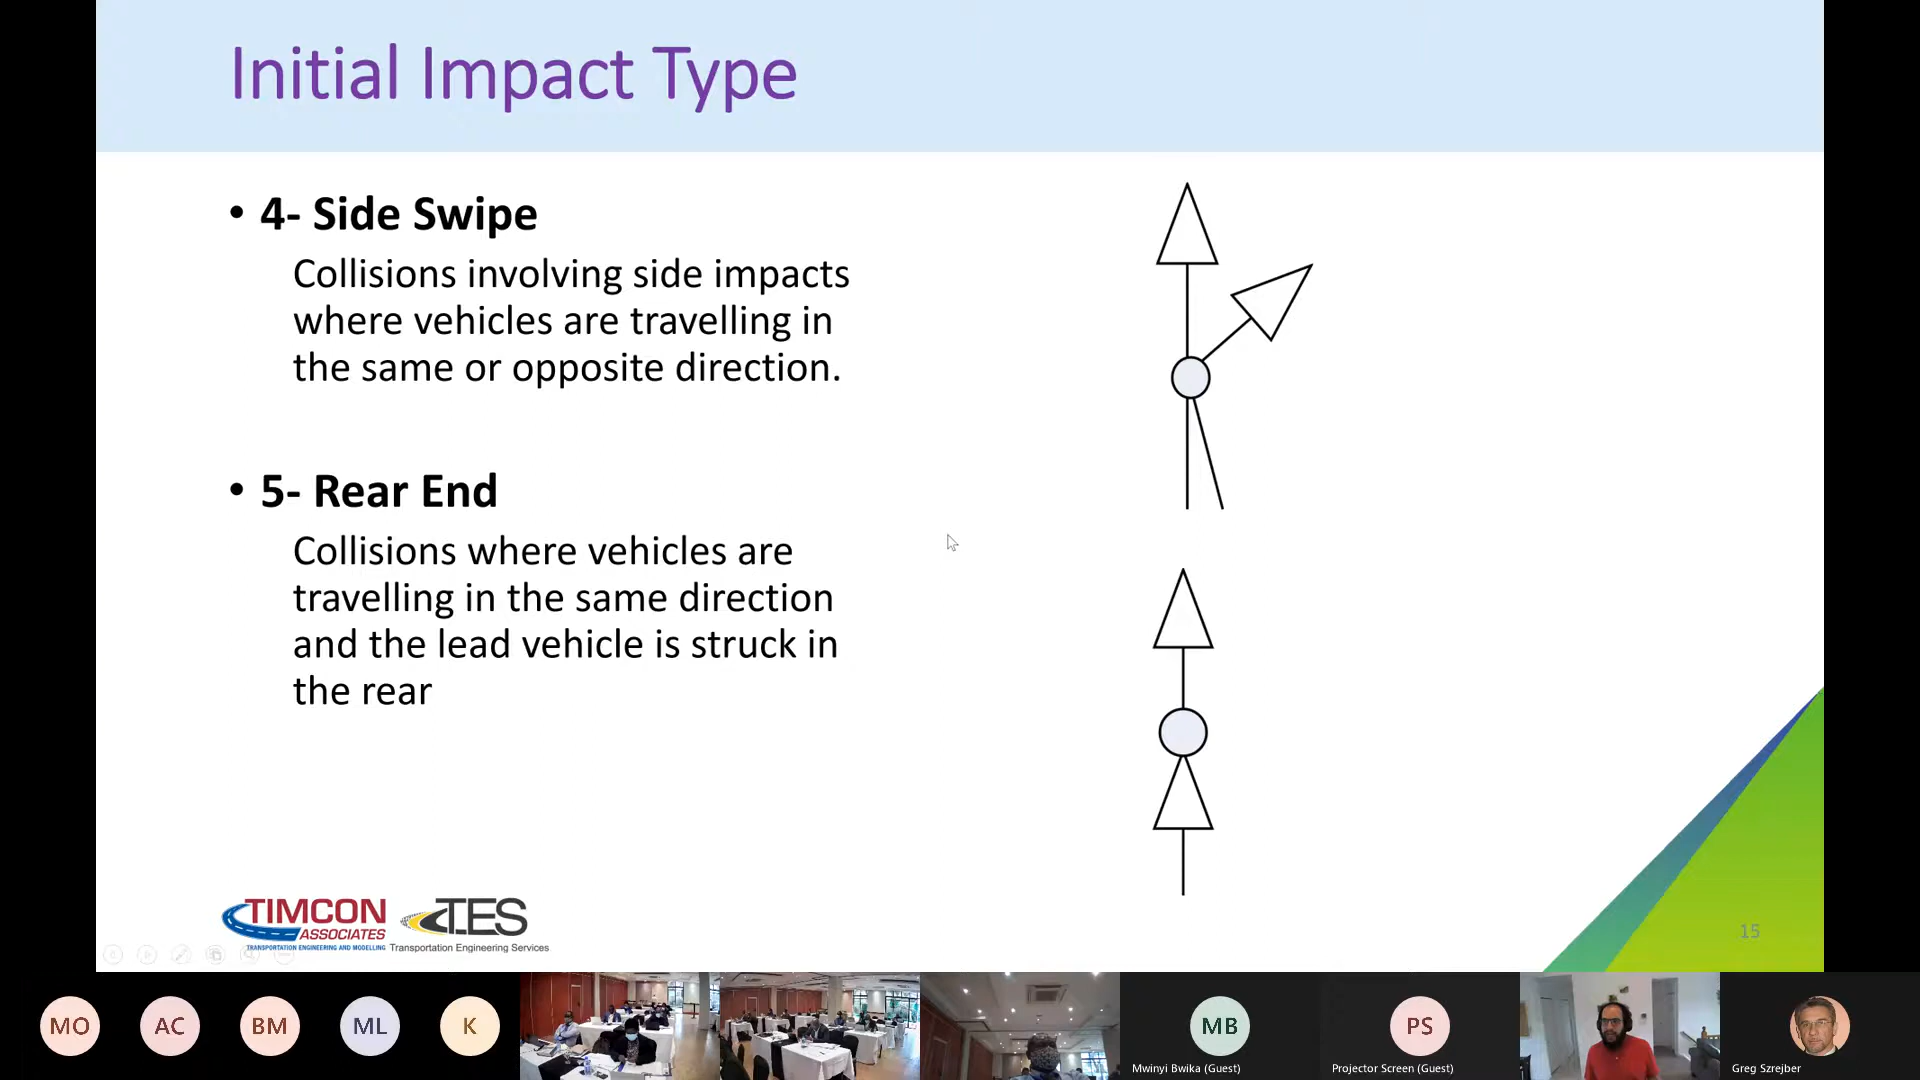 Initial Impact Type
• 4- Side Swipe
Collisions involving side impacts
where vehicles are travelling in
the same or opposite direction.
• 5- Rear End
Collisions where vehicles are
travelling in the same direction
and the lead vehicle is struck in
the rear
TIMCON
ASSOCIATES
TRANSPORTATION ENGINEERING AND MODELLING
TES
Transportation Engineering Services
15
MO
AC
BM
ML
K
MB
Mwinyi Bwika (Guest)
PS
Projector Screen (Guest)
Greg Szrejber